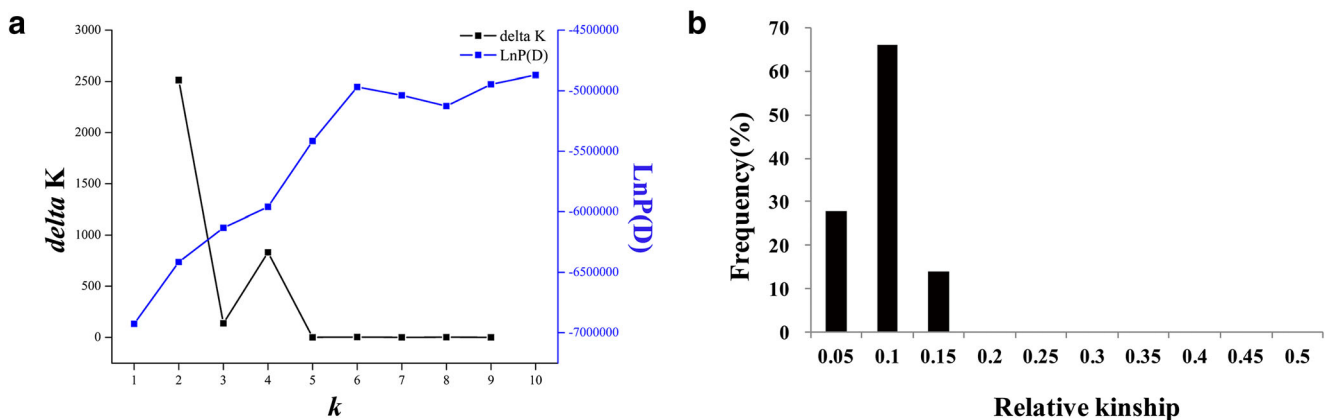 a
3000
2500
2000
1500
1000
500
0
delta K
delta K
LnP(D)
-4500000
-5000000
-5500000
-6000000
-6500000
-7000000
LnP(D)
1 2 3 4 5 6 7 8 9 10
k
b
70
60
50
40
30
20
10
0
Frequency(%)
0.05 0.1 0.15 0.2 0.25 0.3 0.35 0.4 0.45 0.5
Relative kinship